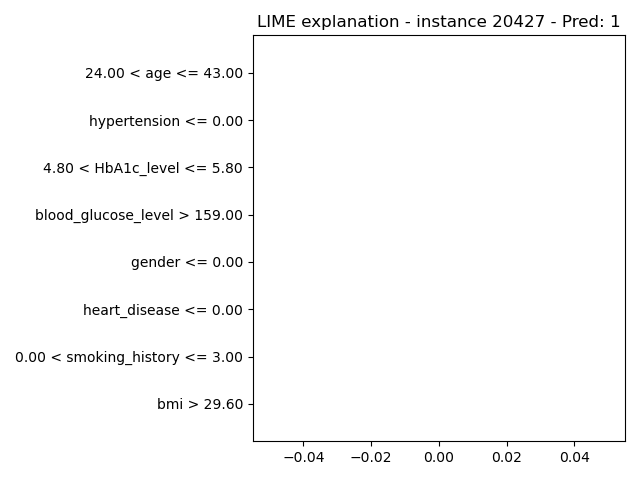 LIME explanation - instance 20427 - Pred: 1
24.00 < age <= 43.00
hypertension <= 0.00
4.80 < HbA1c_level <= 5.80
blood_glucose_level > 159.00
gender <= 0.00
heart_disease <= 0.00
0.00 < smoking_history <= 3.00
bmi > 29.60
−0.04 −0.02 0.00 0.02 0.04